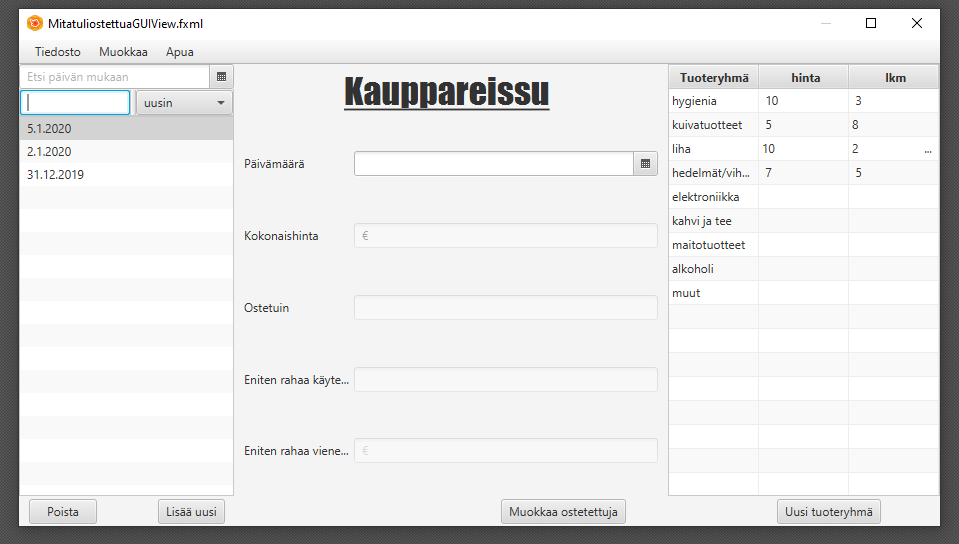 MitatuliostettuaGUIView.fxml
Tiedosto Muokkaa Apua
Etsi päivän mukaan
uusin
5.1.2020
2.1.2020
31.12.2019
Poista Lisää uusi
Kauppareissu
Päivämäärä
Kokonaishinta €
Ostetuin
Eniten rahaa käyte...
Eniten rahaa viene... €
Muokkaa ostetettuja
Tuoteryhmä hinta lkm
hygienia 10 3
kuivatuotteet 5 8
liha 10 2 ...
hedelmät/vih... 7 5
elektroniikka
kahvi ja tee
maitotuotteet
alkoholi
muut
Uusi tuoteryhmä